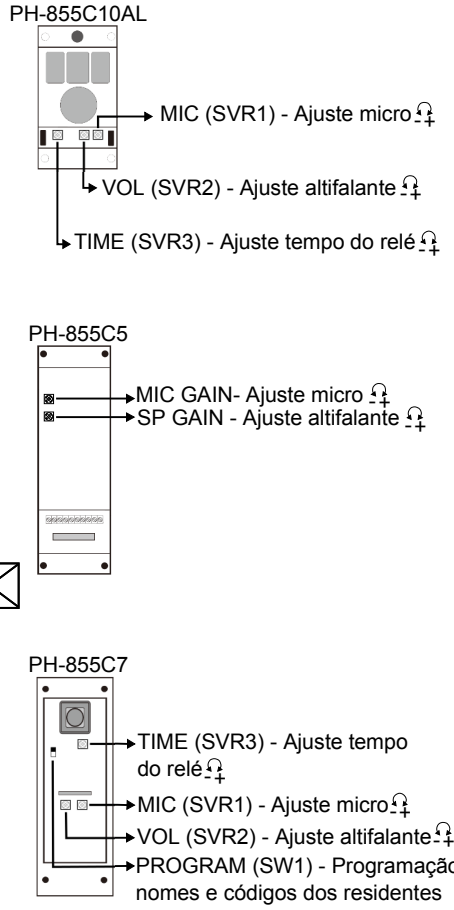 PH-855C10AL
MIC (SVR1) - Ajuste micro - +
VOL (SVR2) - Ajuste altifalante - +
TIME (SVR3) - Ajuste tempo do relé - +
PH-855C5
MIC GAIN- Ajuste micro - +
SP GAIN - Ajuste altifalante - +
PH-855C7
TIME (SVR3) - Ajuste tempo
do relé - +
MIC (SVR1) - Ajuste micro - +
VOL (SVR2) - Ajuste altifalante - +
PROGRAM (SW1) - Programação
nomes e códigos dos residentes